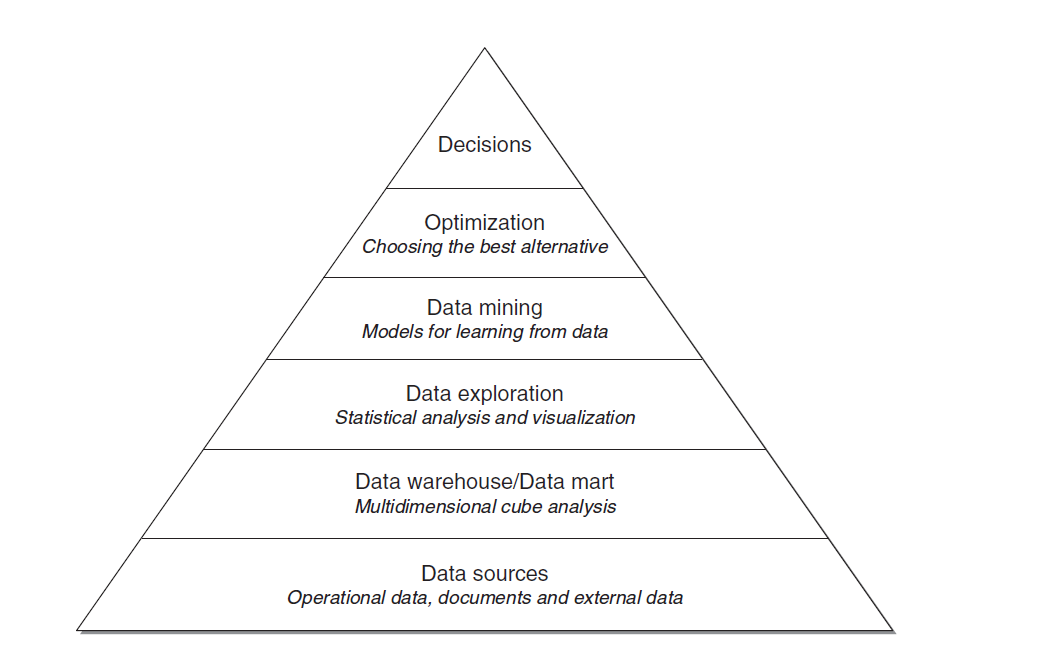 Decisions
Optimization
Choosing the best alternative
Data mining
Models for learning from data
Data exploration
Statistical analysis and visualization
Data warehouse/Data mart
Multidimensional cube analysis
Data sources
Operational data, documents and external data